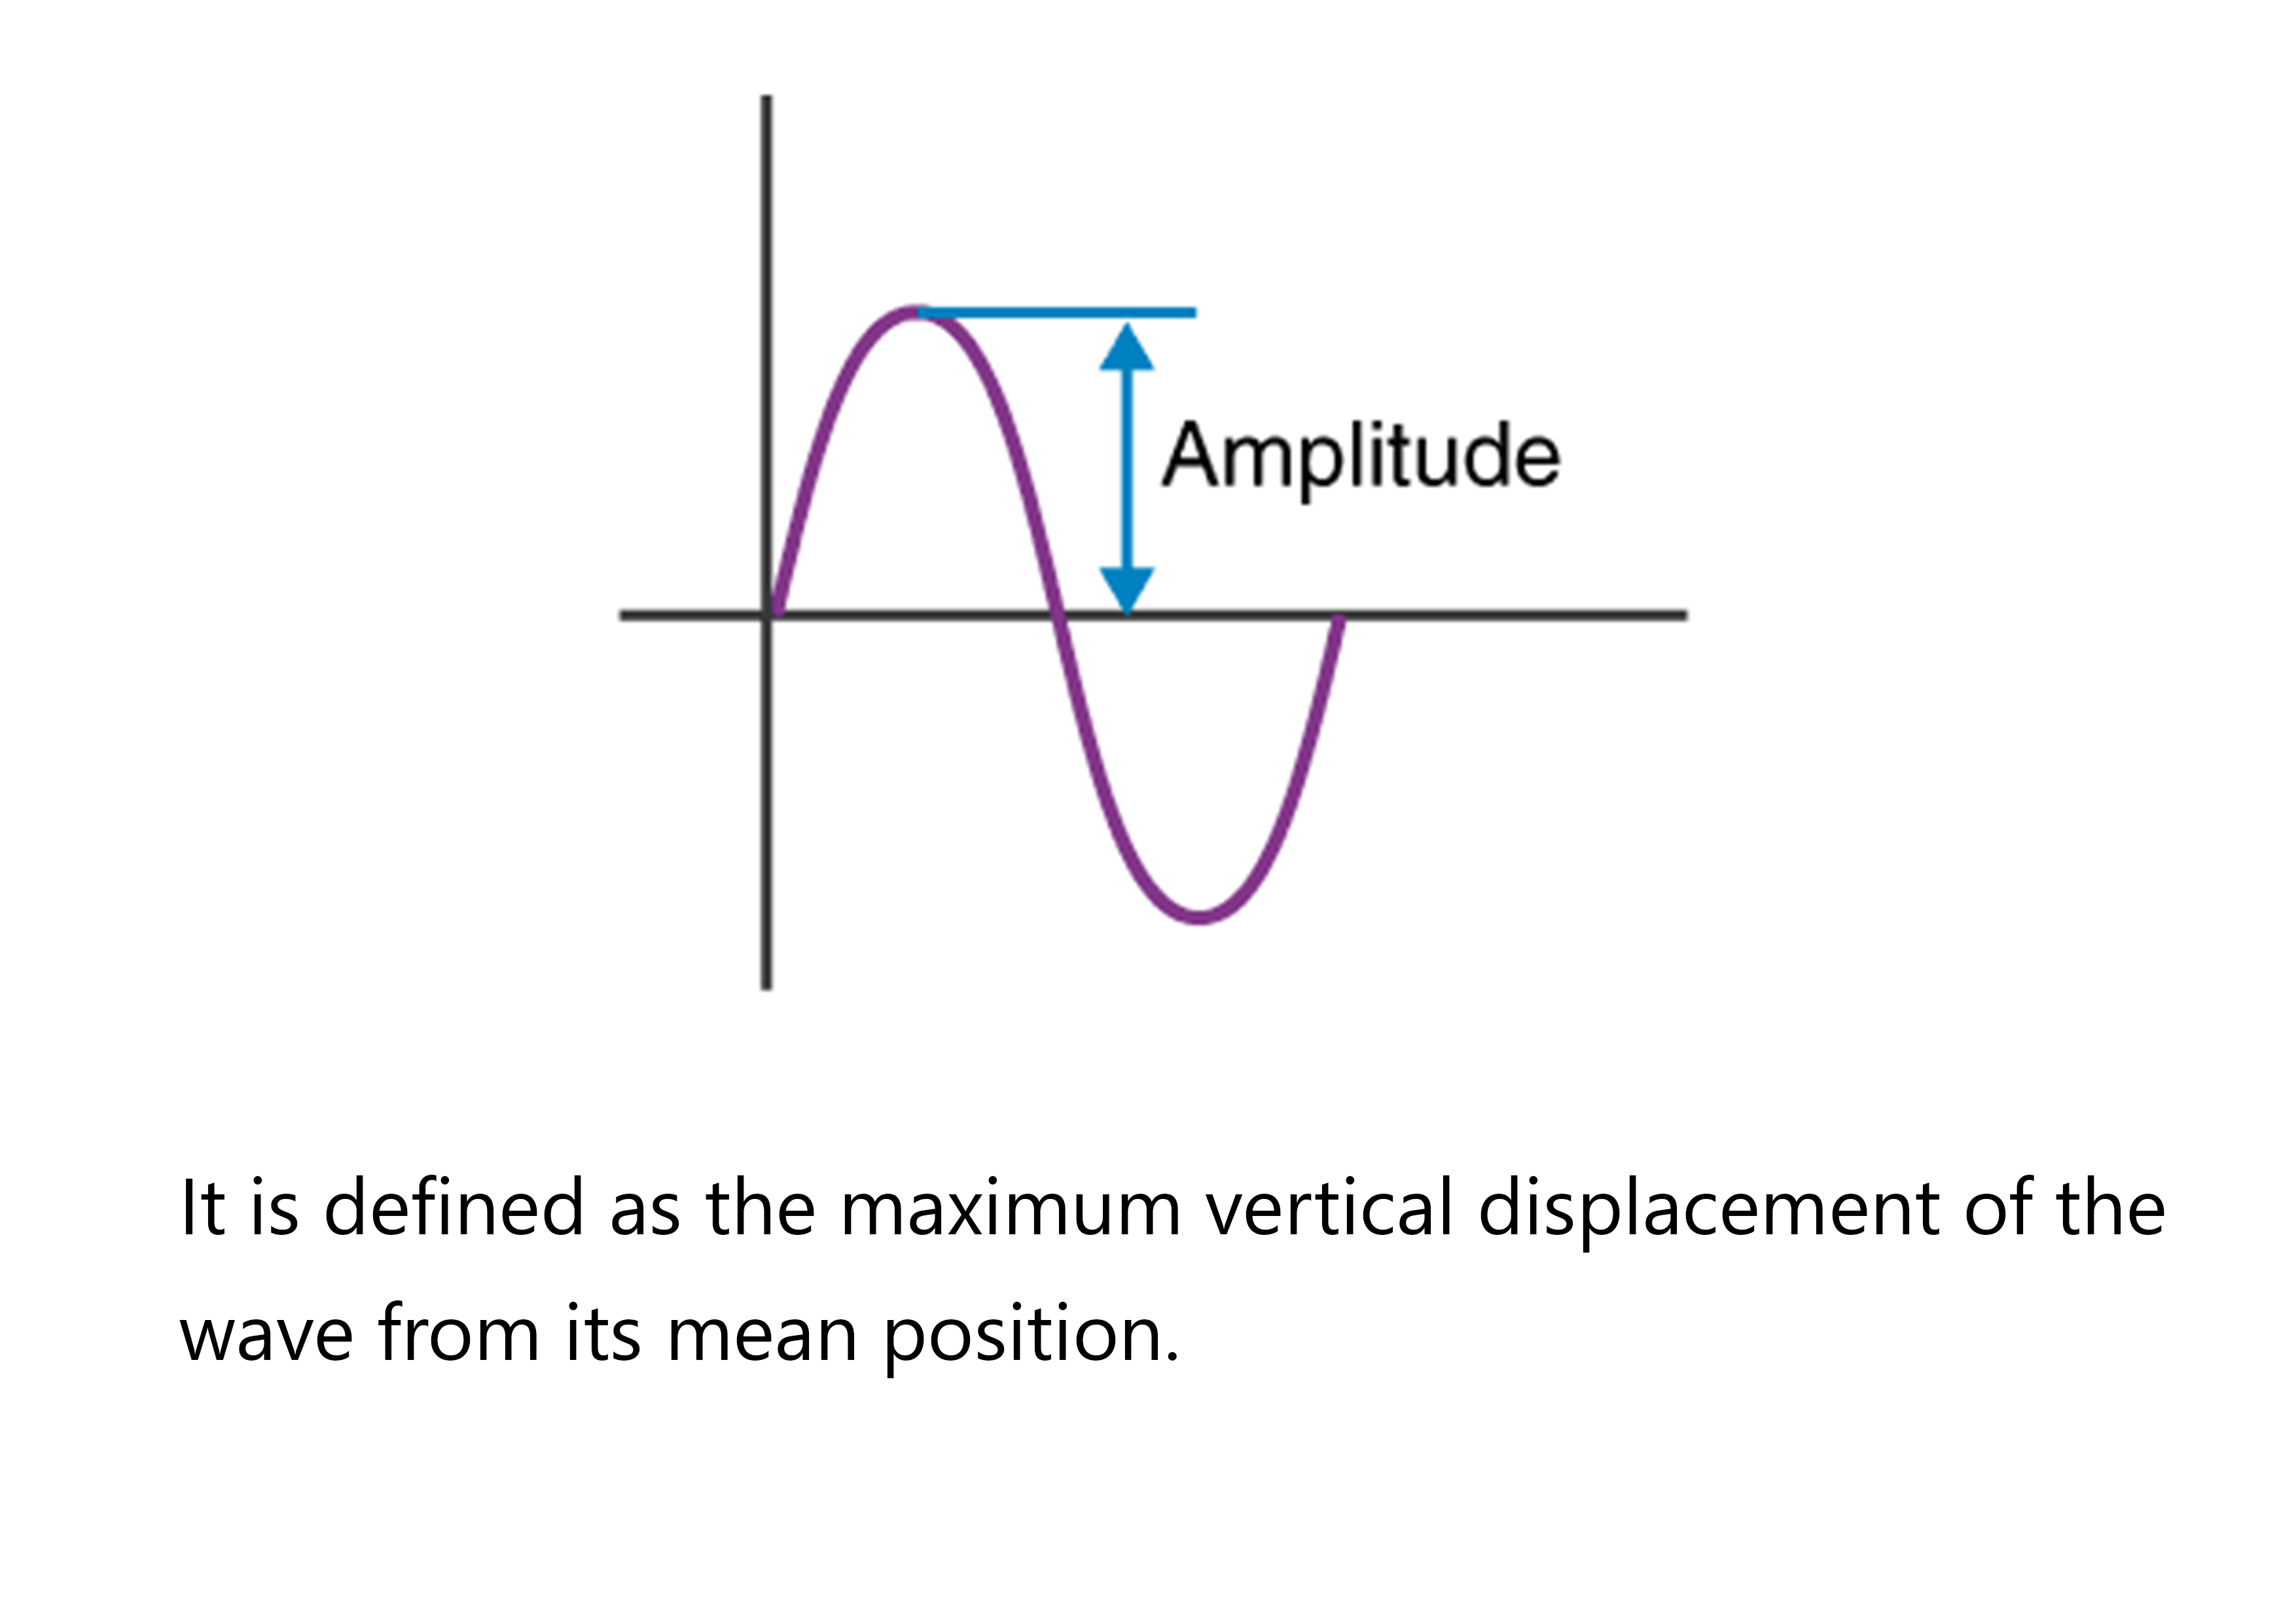 Amplitude
It is defined as the maximum vertical displacement of the
wave from its mean position.